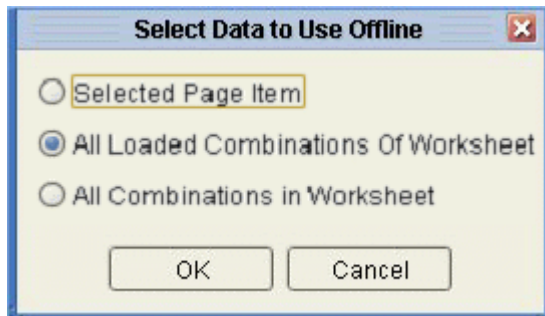 Select Data to Use Offline
Selected Page Item
All Loaded Combinations Of Worksheet
All Combinations in Worksheet
OK Cancel